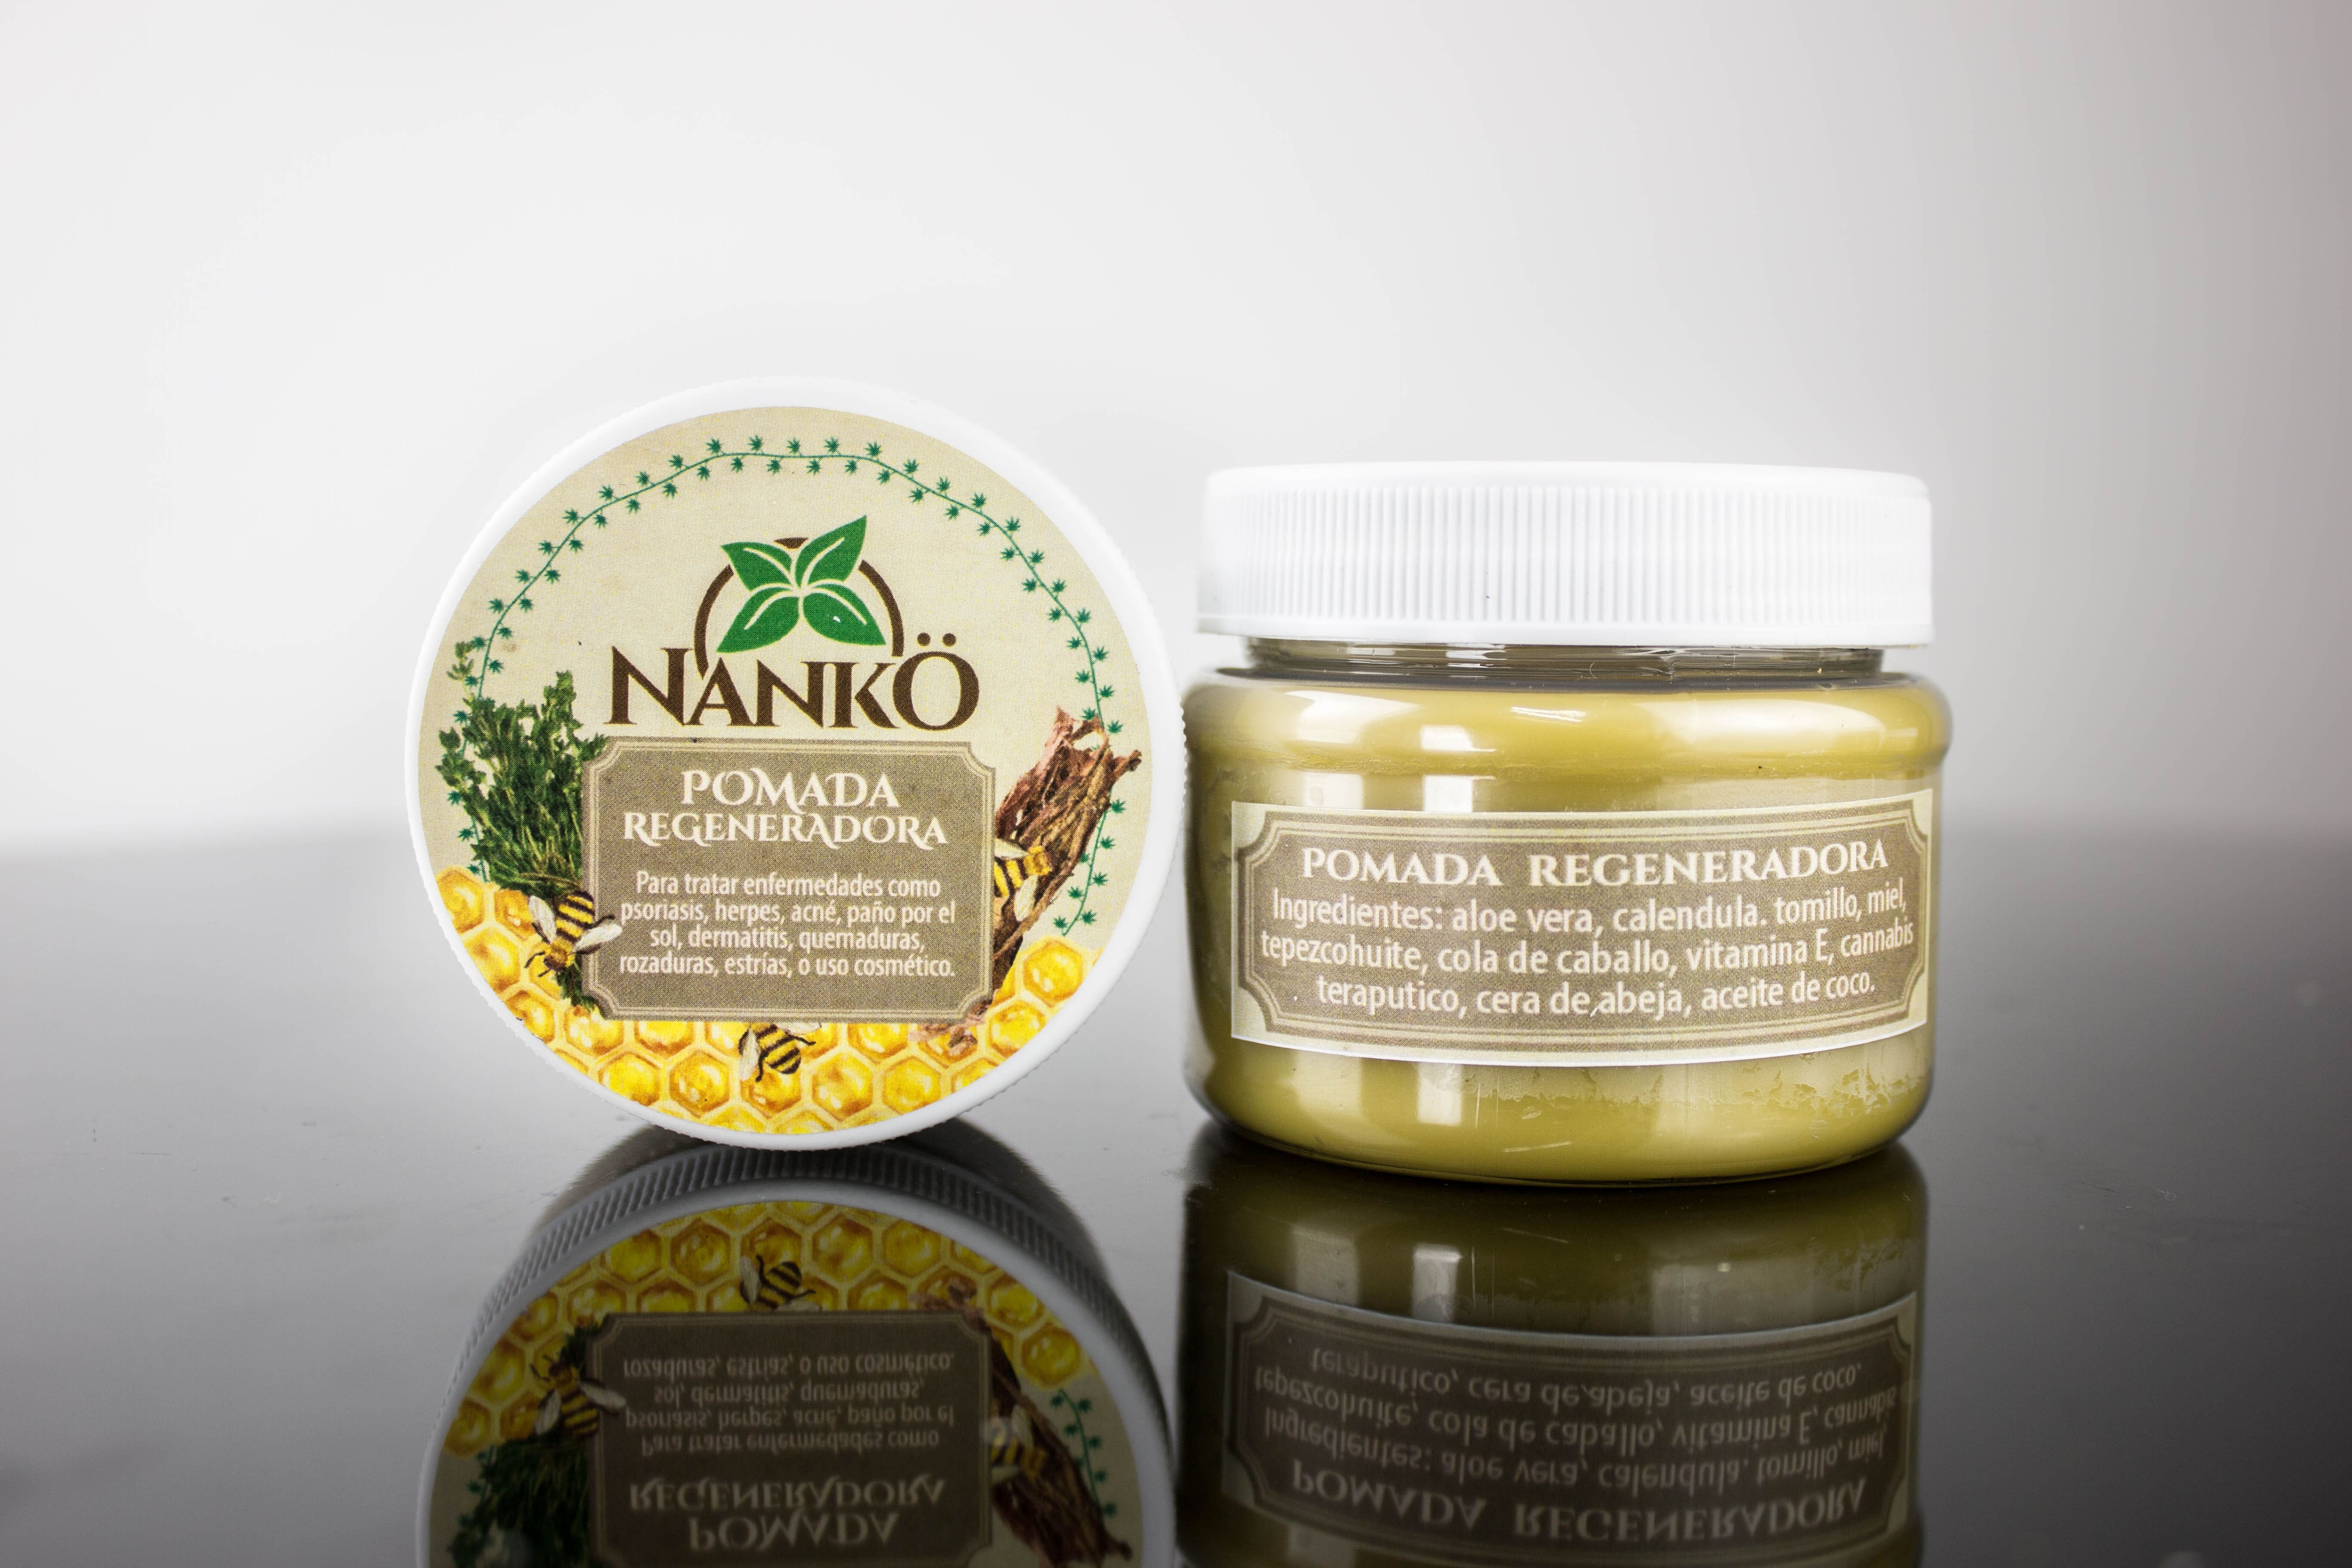 NANKÖ
POMADA
REGENERADORA
Para tratar enfermedades como
psoriasis, herpes, acné, paño por el
sol, dermatitis, quemaduras,
rozaduras, estrías, o uso cosmético.
POMADA REGENERADORA
Ingredientes: aloe vera, calendula. tomillo, miel,
tepezcohuite, cola de caballo, vitamina E, cannabis
teraputico, cera de abeja, aceite de coco.